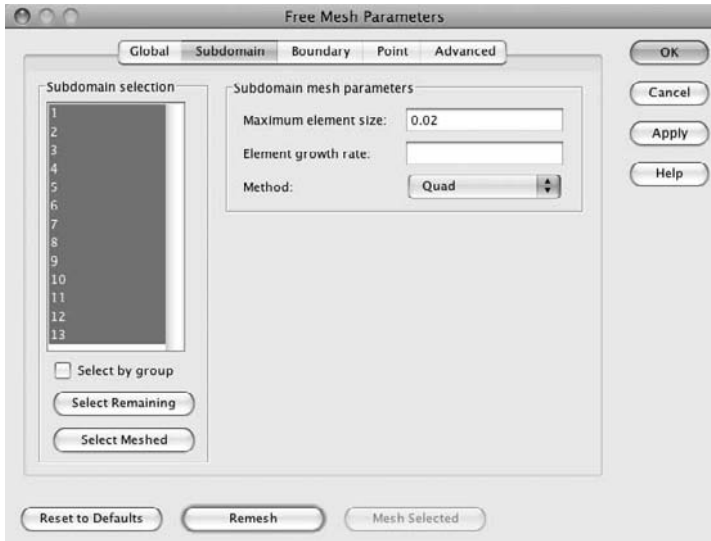 Free Mesh Parameters
Global Subdomain Boundary Point Advanced
Subdomain selection
1
2
3
4
5
6
7
8
9
10
11
12
13
Select by group
Select Remaining
Select Meshed
Subdomain mesh parameters
Maximum element size: 0.02
Element growth rate:
Method: Quad
OK
Cancel
Apply
Help
Reset to Defaults Remesh Mesh Selected